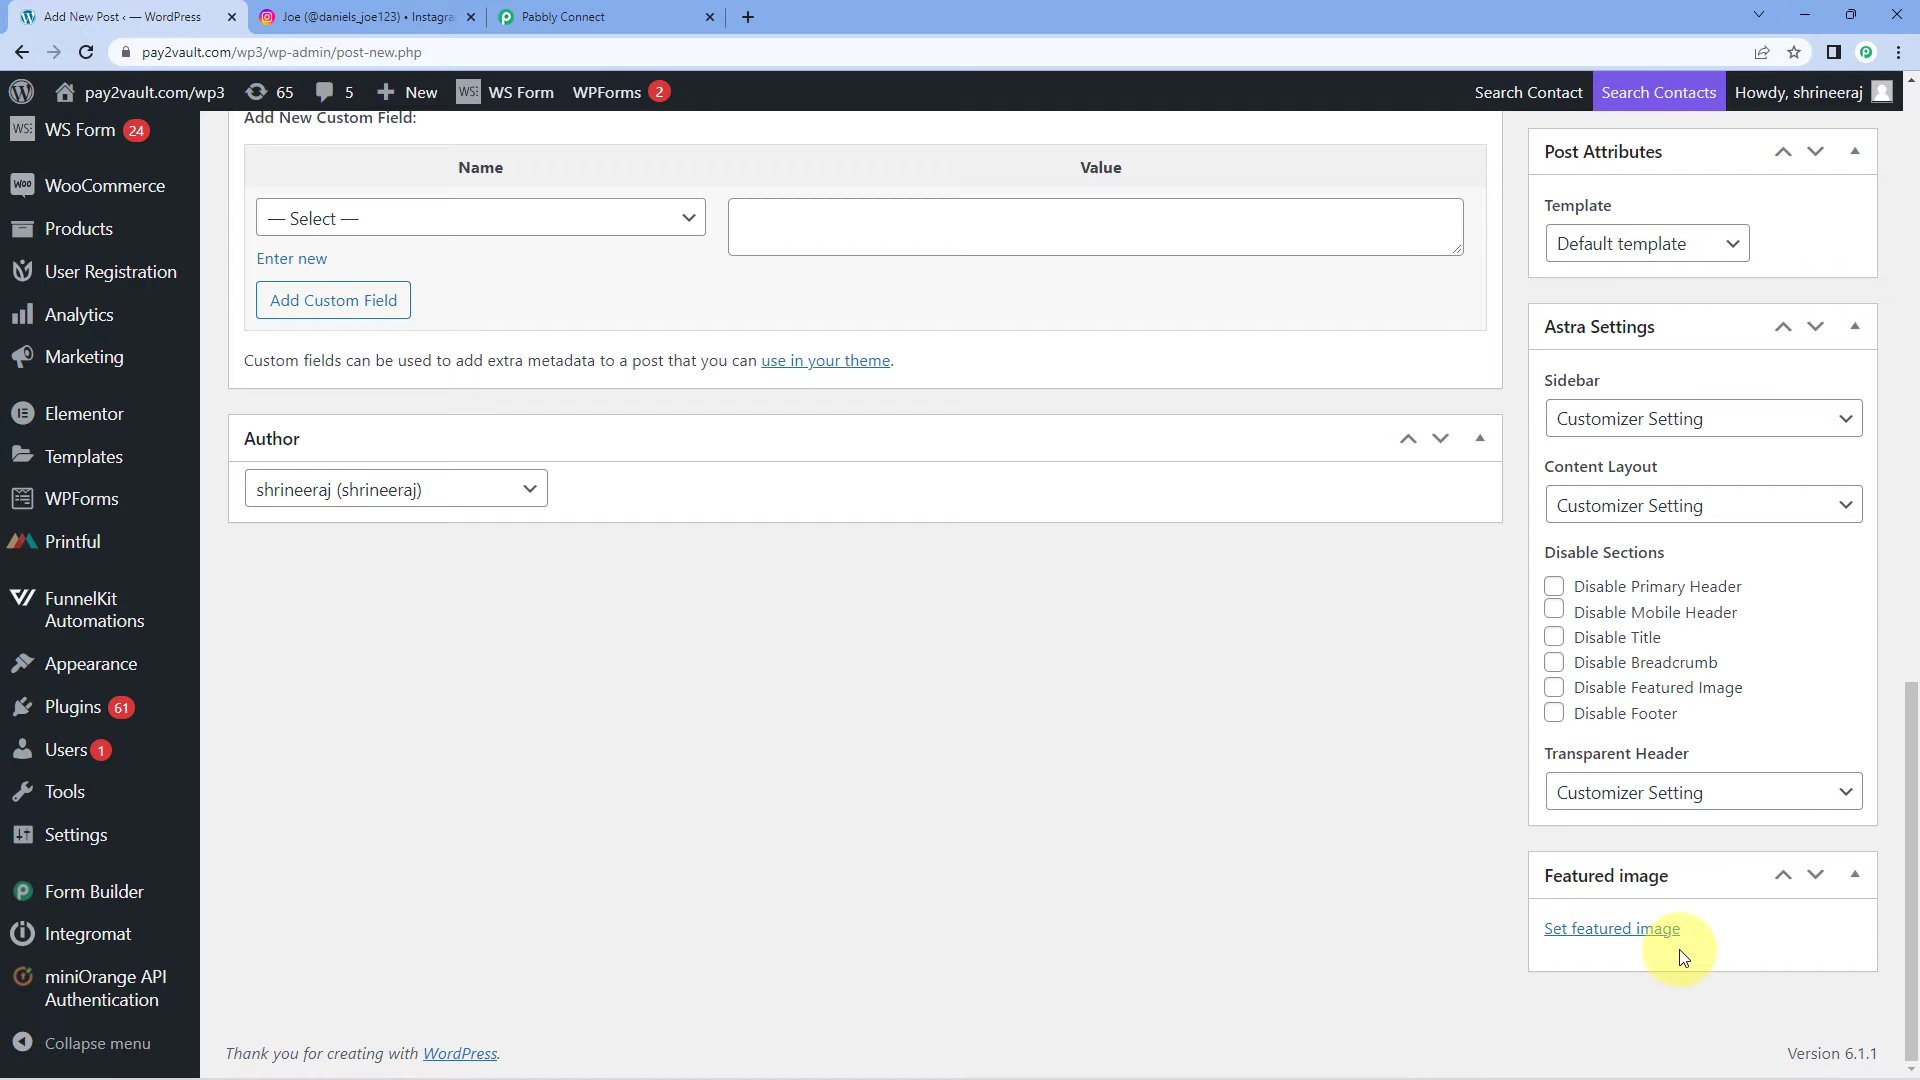 Add New Post ‹ — WordPress
Joe (@daniels_joe123) • Instagra
Pabbly Connect
pay2vault.com/wp3/wp-admin/post-new.php
pay2vault.com/wp3
65
5
New
WS Form
WPForms 2
Search Contact
Search Contacts
Howdy, shrineeraj
WS Form 24
WooCommerce
Products
User Registration
Analytics
Marketing
Elementor
Templates
WPForms
Printful
FunnelKit
Automations
Appearance
Plugins 61
Users 1
Tools
Settings
Form Builder
Integromat
miniOrange API
Authentication
Collapse menu
Add New Custom Field:
Name
Value
— Select —
Enter new
Add Custom Field
Custom fields can be used to add extra metadata to a post that you can use in your theme.
Author
shrineeraj (shrineeraj)
Post Attributes
Template
Default template
Astra Settings
Sidebar
Customizer Setting
Content Layout
Customizer Setting
Disable Sections
Disable Primary Header
Disable Mobile Header
Disable Title
Disable Breadcrumb
Disable Featured Image
Disable Footer
Transparent Header
Customizer Setting
Featured image
Set featured image
Thank you for creating with WordPress.
Version 6.1.1